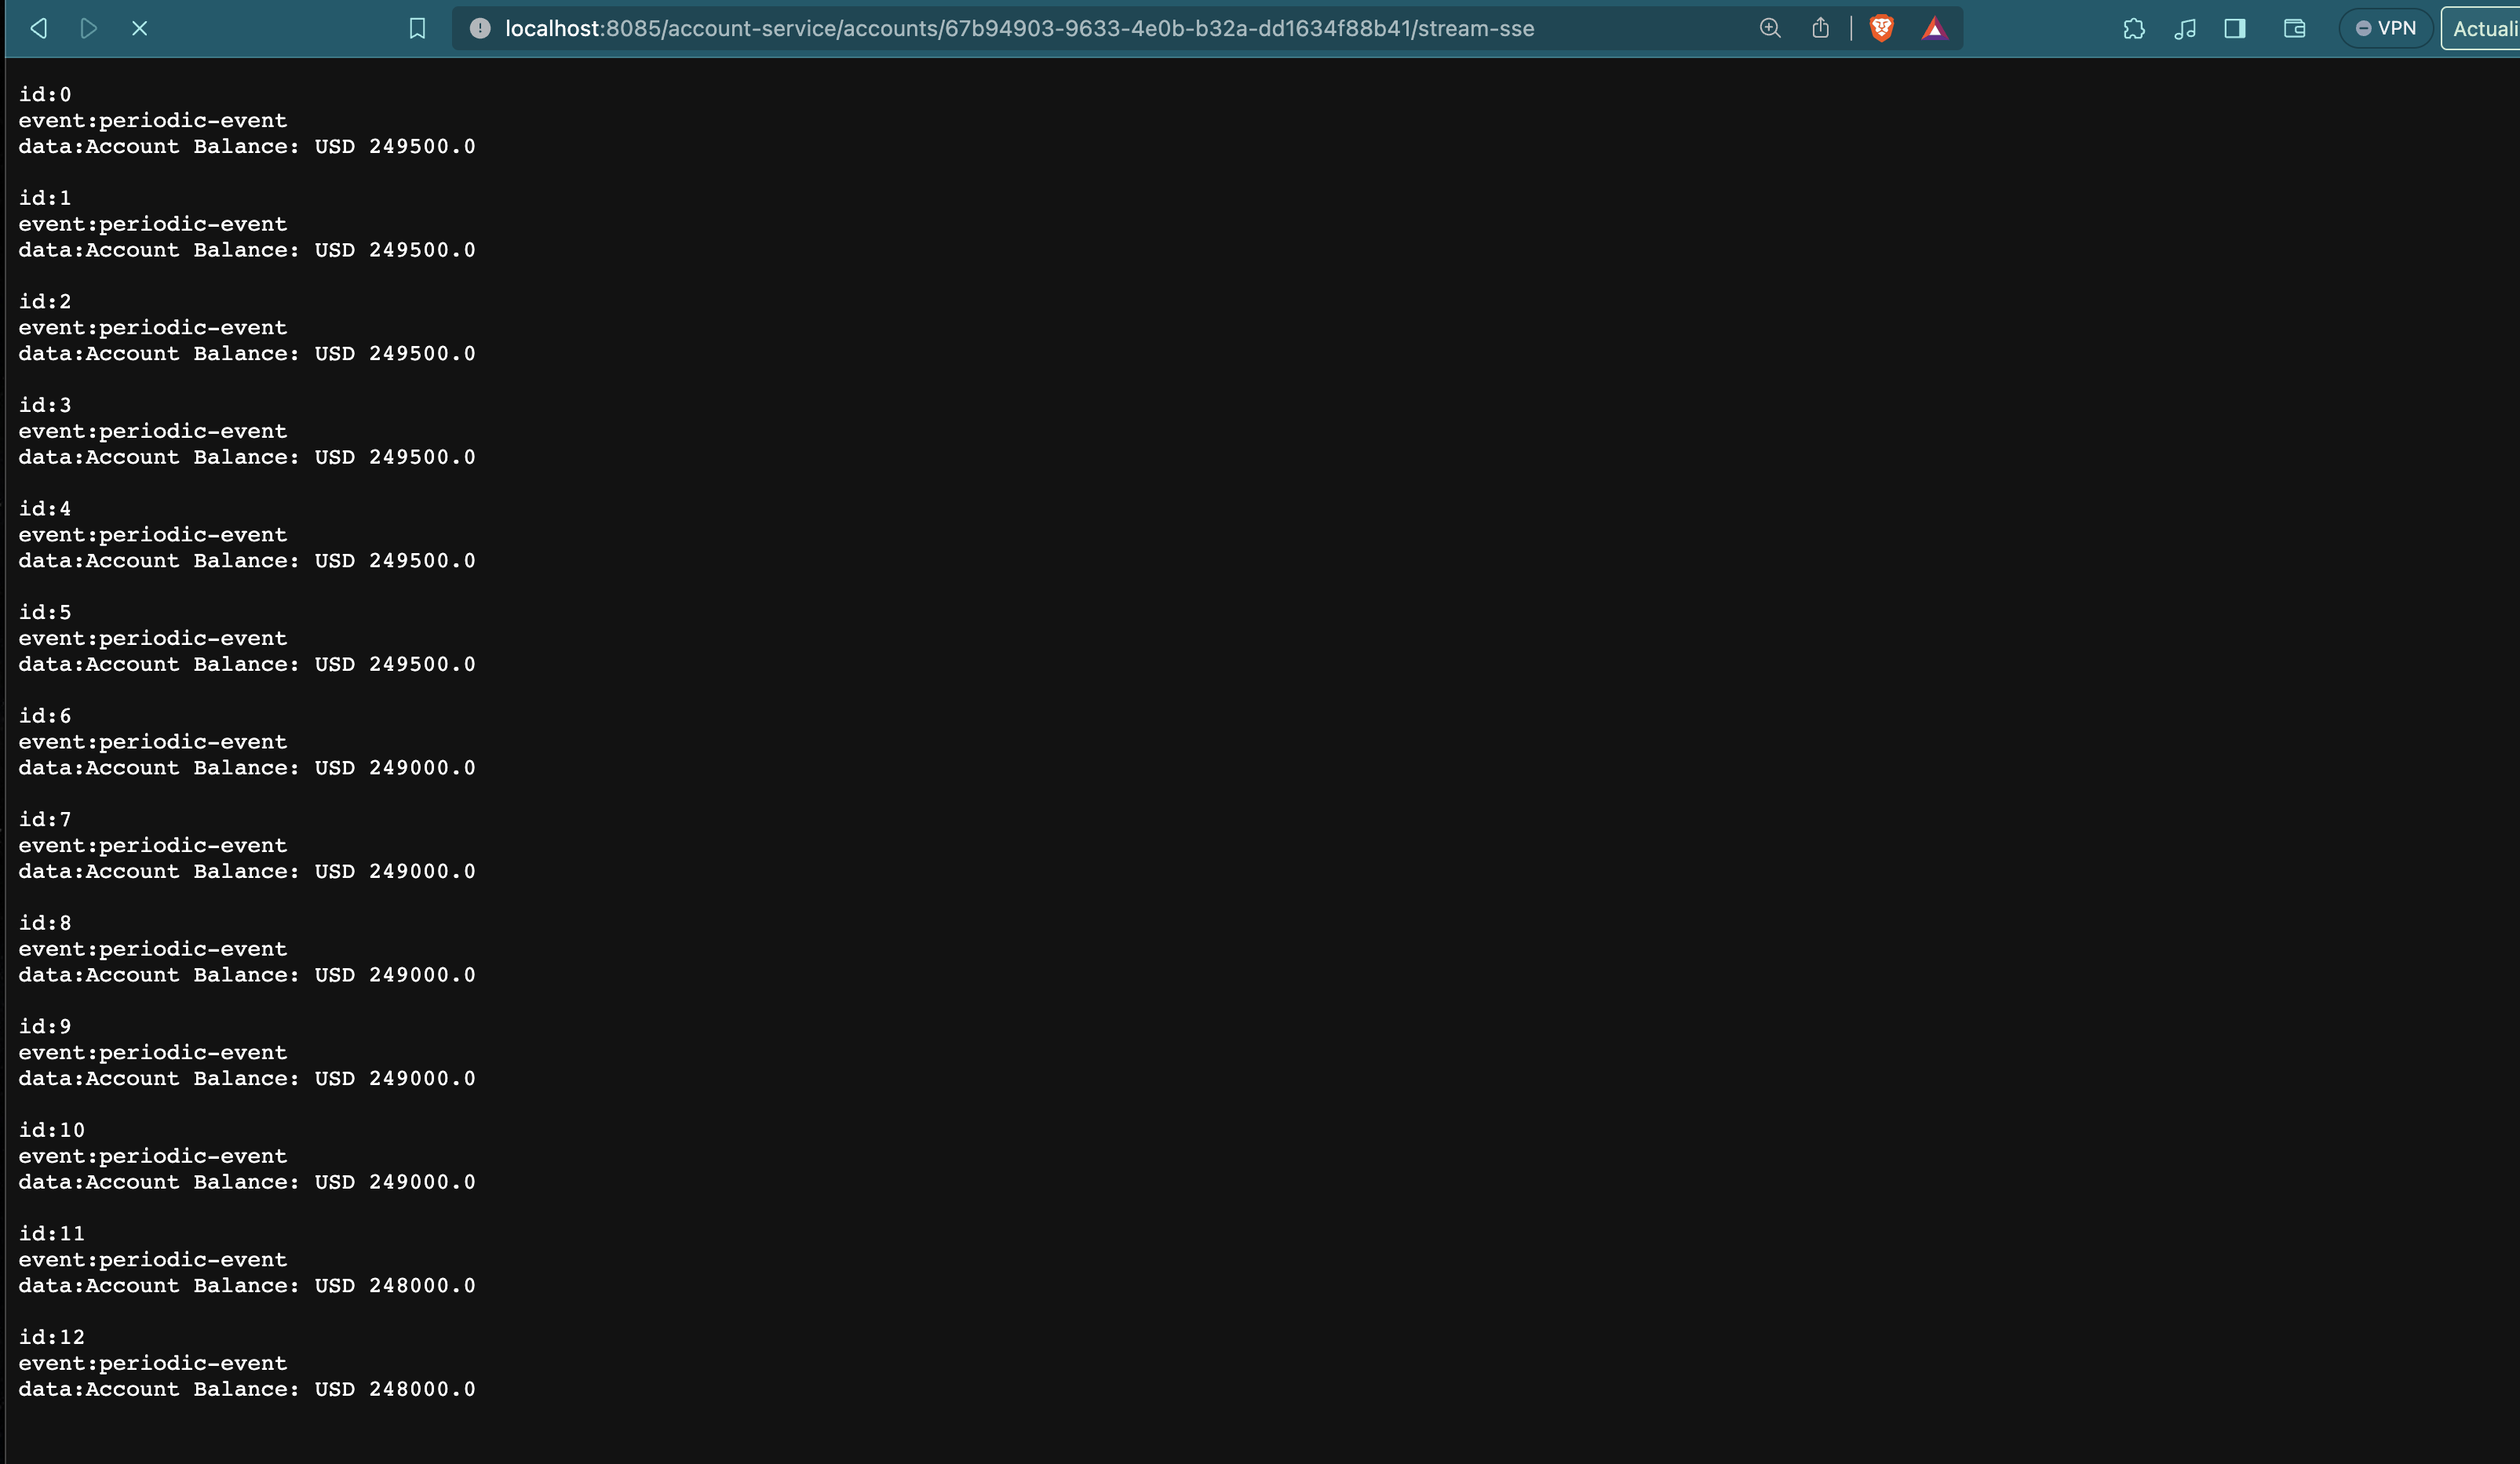 localhost:8085/account-service/accounts/67b94903-9633-4e0b-b32a-dd1634f88b41/stream-sse
VPN
Actuali
id:0
event:periodic-event
data:Account Balance: USD 249500.0
id:1
event:periodic-event
data:Account Balance: USD 249500.0
id:2
event:periodic-event
data:Account Balance: USD 249500.0
id:3
event:periodic-event
data:Account Balance: USD 249500.0
id:4
event:periodic-event
data:Account Balance: USD 249500.0
id:5
event:periodic-event
data:Account Balance: USD 249500.0
id:6
event:periodic-event
data:Account Balance: USD 249000.0
id:7
event:periodic-event
data:Account Balance: USD 249000.0
id:8
event:periodic-event
data:Account Balance: USD 249000.0
id:9
event:periodic-event
data:Account Balance: USD 249000.0
id:10
event:periodic-event
data:Account Balance: USD 249000.0
id:11
event:periodic-event
data:Account Balance: USD 248000.0
id:12
event:periodic-event
data:Account Balance: USD 248000.0